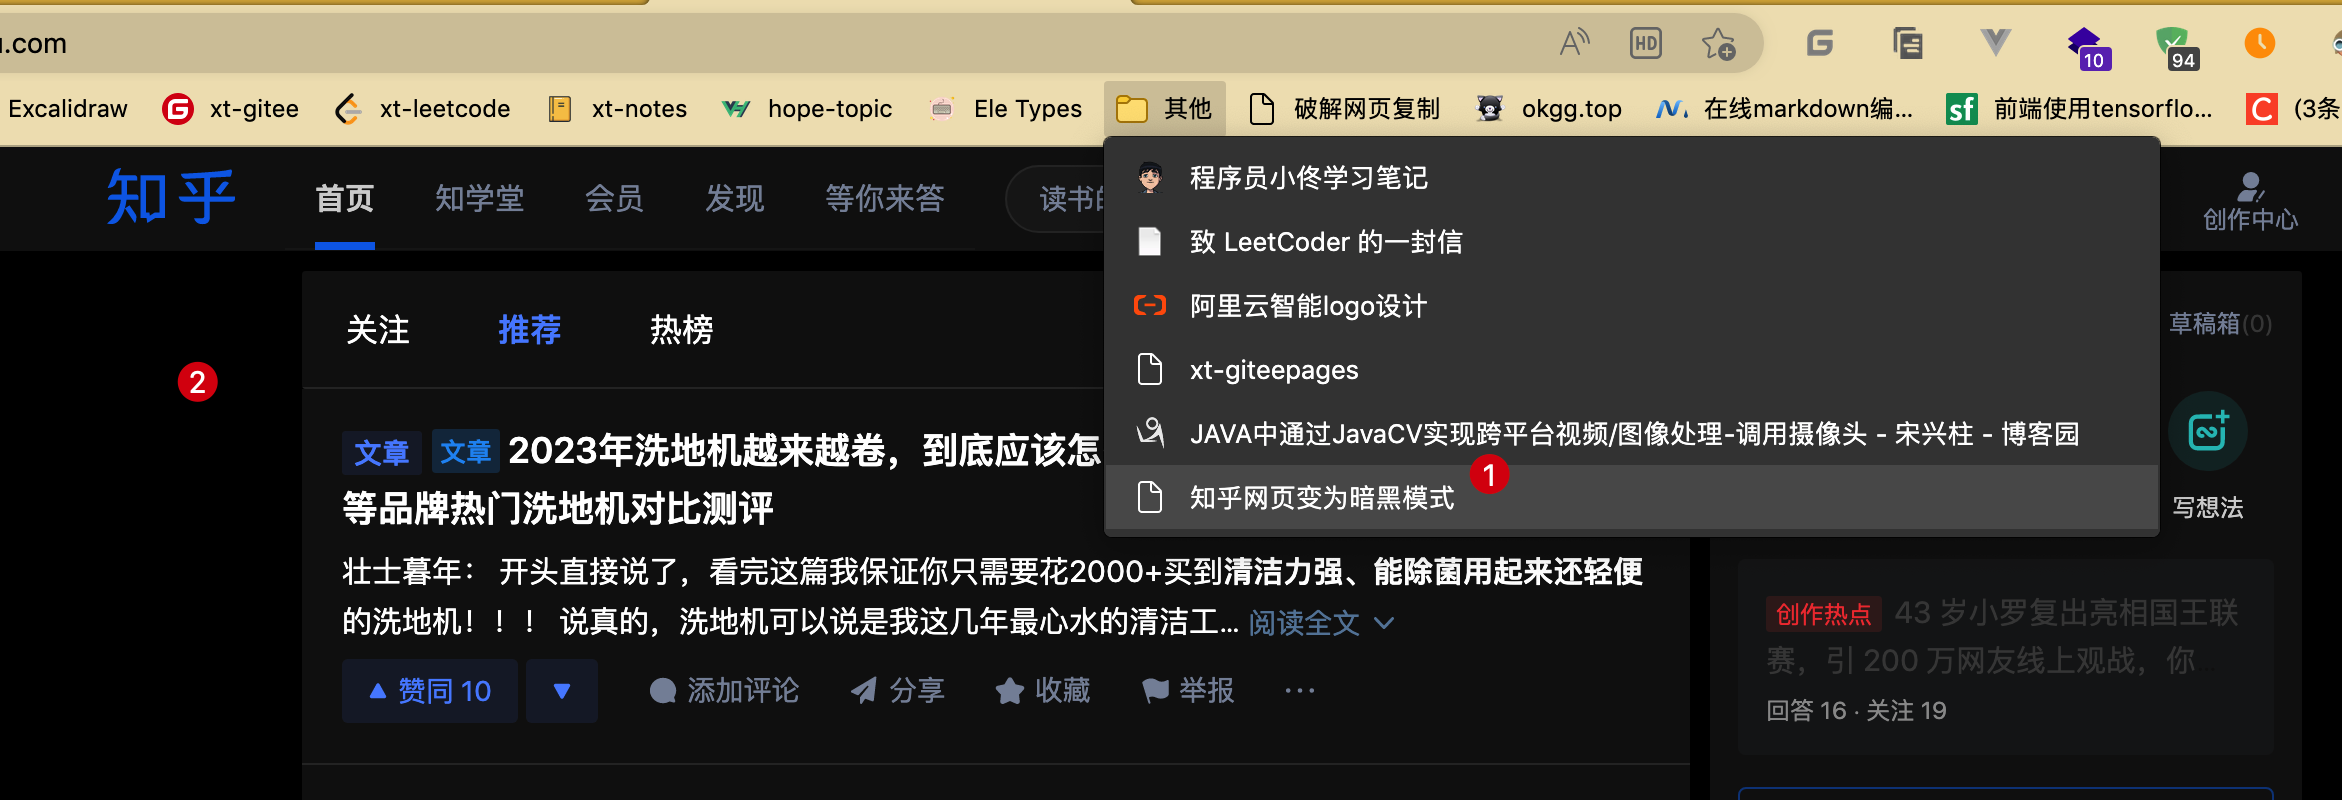 .com
HD
10
94
Excalidraw
xt-gitee
xt-leetcode
xt-notes
hope-topic
Ele Types
其他
破解网页复制
okgg.top
在线markdown编...
sf
前端使用tensorflo...
C
(3条
知乎
首页
知学堂
会员
发现
等你来答
读书
创作中心
程序员小佟学习笔记
致 LeetCoder 的一封信
阿里云智能logo设计
xt-giteepages
JAVA中通过JavaCV实现跨平台视频/图像处理-调用摄像头 - 宋兴柱 - 博客园
1
知乎网页变为暗黑模式
关注
推荐
热榜
草稿箱(0)
2
文章 文章 2023年洗地机越来越卷，到底应该怎
等品牌热门洗地机对比测评
写想法
壮士暮年： 开头直接说了，看完这篇我保证你只需要花2000+买到清洁力强、能除菌用起来还轻便
的洗地机！！！ 说真的，洗地机可以说是我这几年最心水的清洁工... 阅读全文
赞同 10
添加评论
分享
收藏
举报
创作热点 43 岁小罗复出亮相国王联
赛，引 200 万网友线上观战，你...
回答 16 · 关注 19